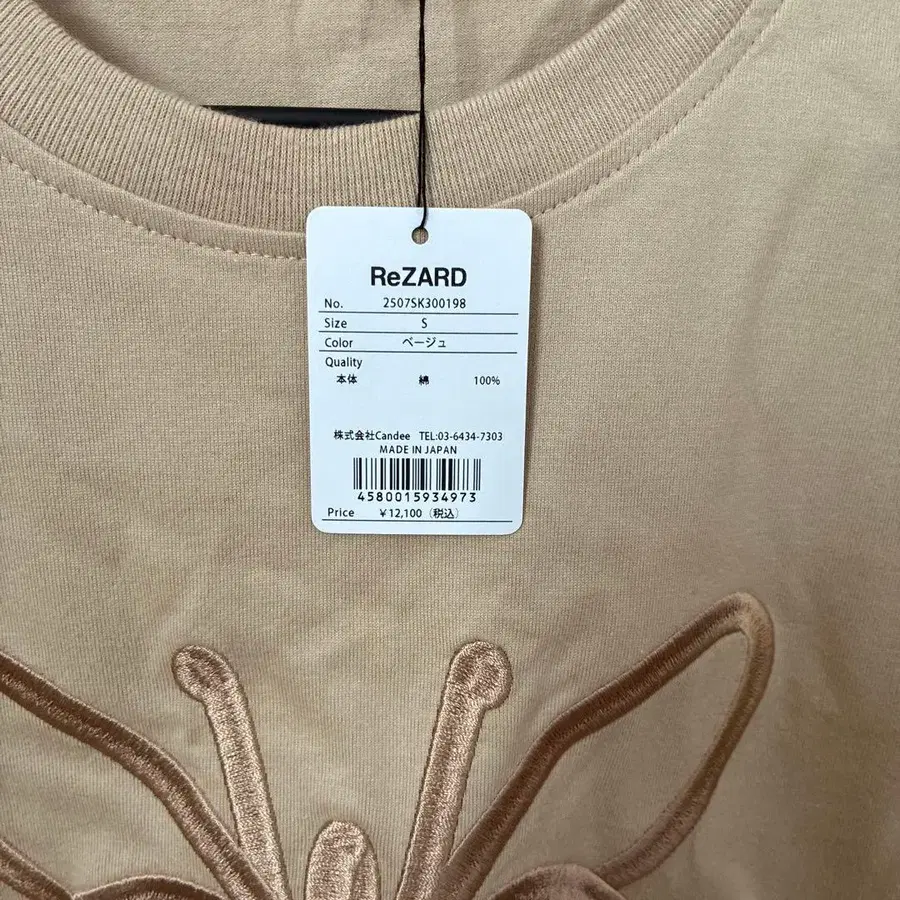 ReZARD
No. 2507SK300198
Size S
Color ベージュ
Quality
本体 綿 100%
株式会社Candee TEL:03-6434-7303
MADE IN JAPAN
4580015934973
Price ¥12,100(税込)